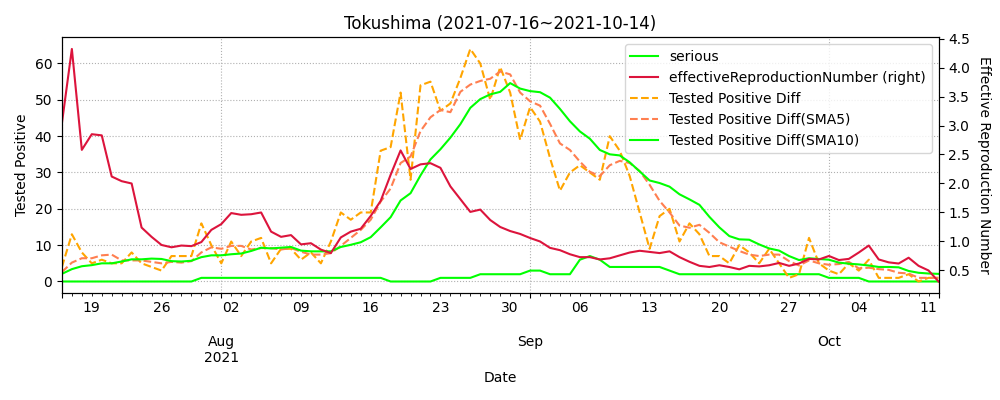 Tokushima (2021-07-16~2021-10-14)
Tested Positive
0
10
20
30
40
50
60
0.5
1.0
1.5
2.0
2.5
3.0
3.5
4.0
4.5
Effective Reproduction Number
serious
effectiveReproductionNumber (right)
Tested Positive Diff
Tested Positive Diff(SMA5)
Tested Positive Diff(SMA10)
19 26 02 09 16 23 30 06 13 20 27 04 11
Aug Sep Oct
2021
Date